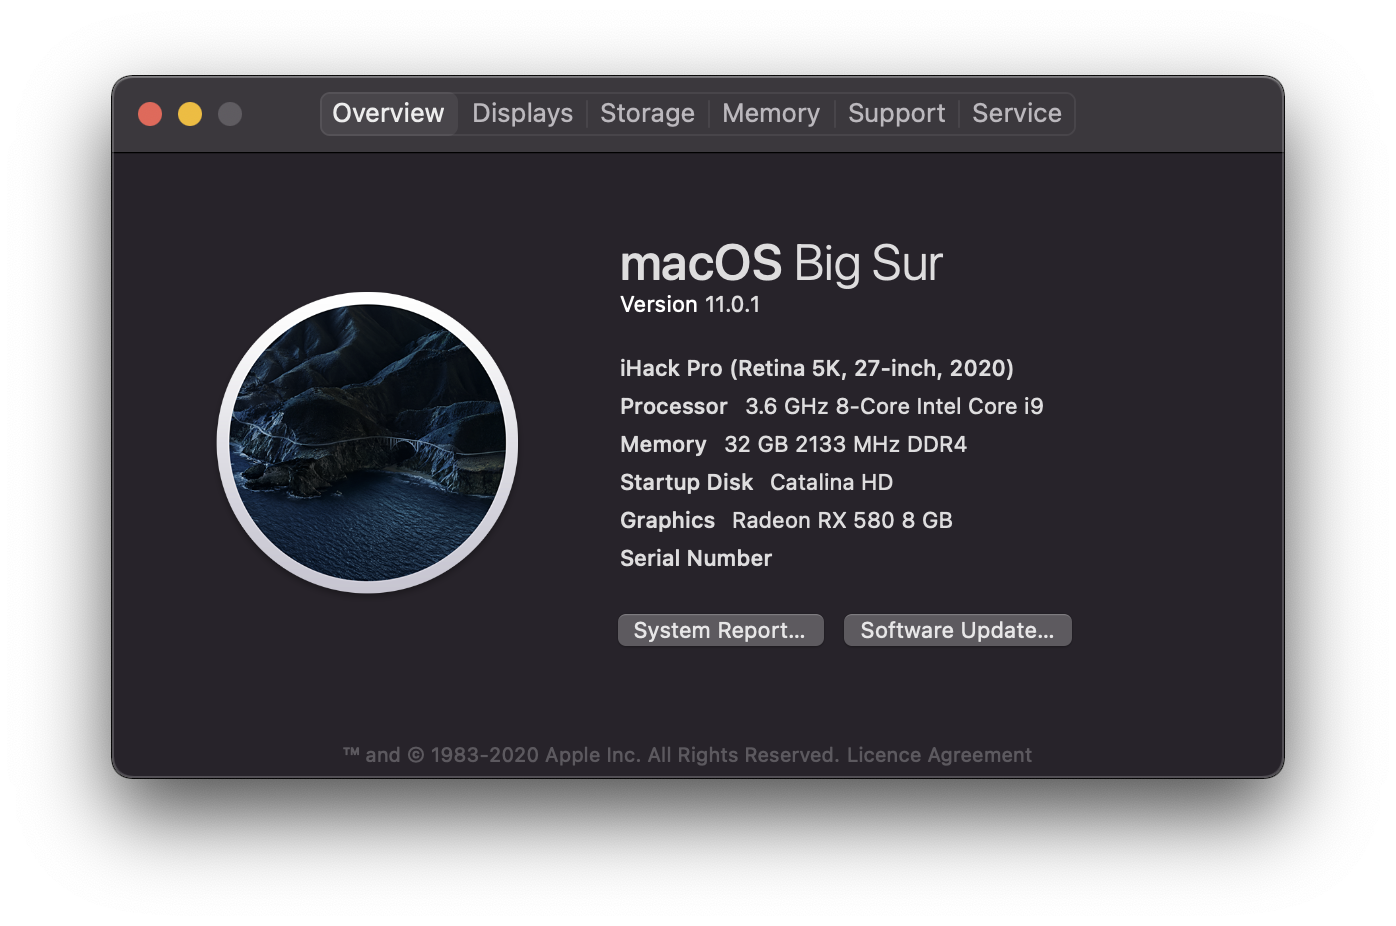 Overview Displays Storage Memory Support Service
macOS Big Sur
Version 11.0.1
iHack Pro (Retina 5K, 27-inch, 2020)
Processor 3.6 GHz 8-Core Intel Core i9
Memory 32 GB 2133 MHz DDR4
Startup Disk Catalina HD
Graphics Radeon RX 580 8 GB
Serial Number
System Report... Software Update...
™ and © 1983-2020 Apple Inc. All Rights Reserved. Licence Agreement